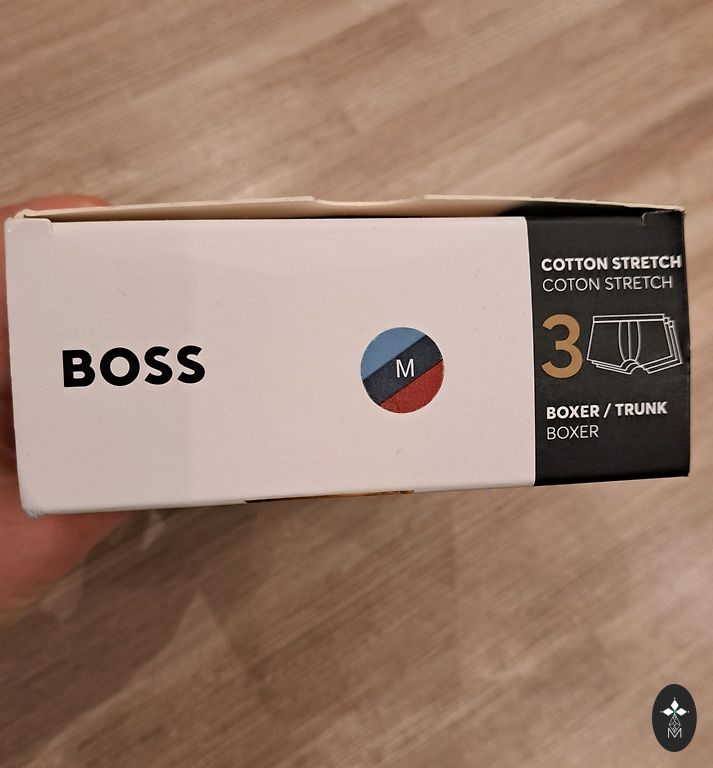 BOSS
M
COTTON STRETCH
COTON STRETCH
3
BOXER / TRUNK
BOXER
M